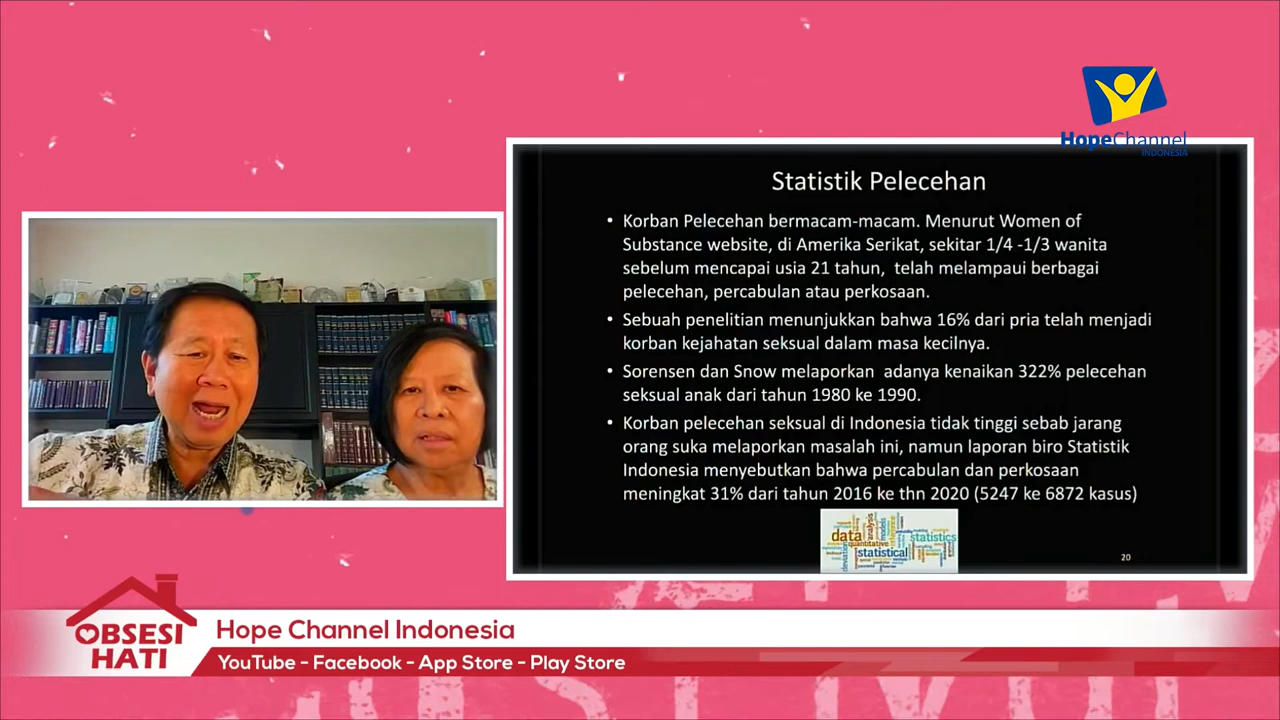 HopeChannel
INDONESIA
Statistik Pelecehan
• Korban Pelecehan bermacam-macam. Menurut Women of
Substance website, di Amerika Serikat, sekitar 1/4 -1/3 wanita
sebelum mencapai usia 21 tahun, telah melampaui berbagai
pelecehan, percabulan atau perkosaan.
• Sebuah penelitian menunjukkan bahwa 16% dari pria telah menjadi
korban kejahatan seksual dalam masa kecilnya.
• Sorensen dan Snow melaporkan adanya kenaikan 322% pelecehan
seksual anak dari tahun 1980 ke 1990.
• Korban pelecehan seksual di Indonesia tidak tinggi sebab jarang
orang suka melaporkan masalah ini, namun laporan biro Statistik
Indonesia menyebutkan bahwa percabulan dan perkosaan
meningkat 31% dari tahun 2016 ke thn 2020 (5247 ke 6872 kasus)
data
analysis
models
quantitative
statistics
statistical
deviation
20
OBSESI
HATI
Hope Channel Indonesia
YouTube - Facebook - App Store - Play Store